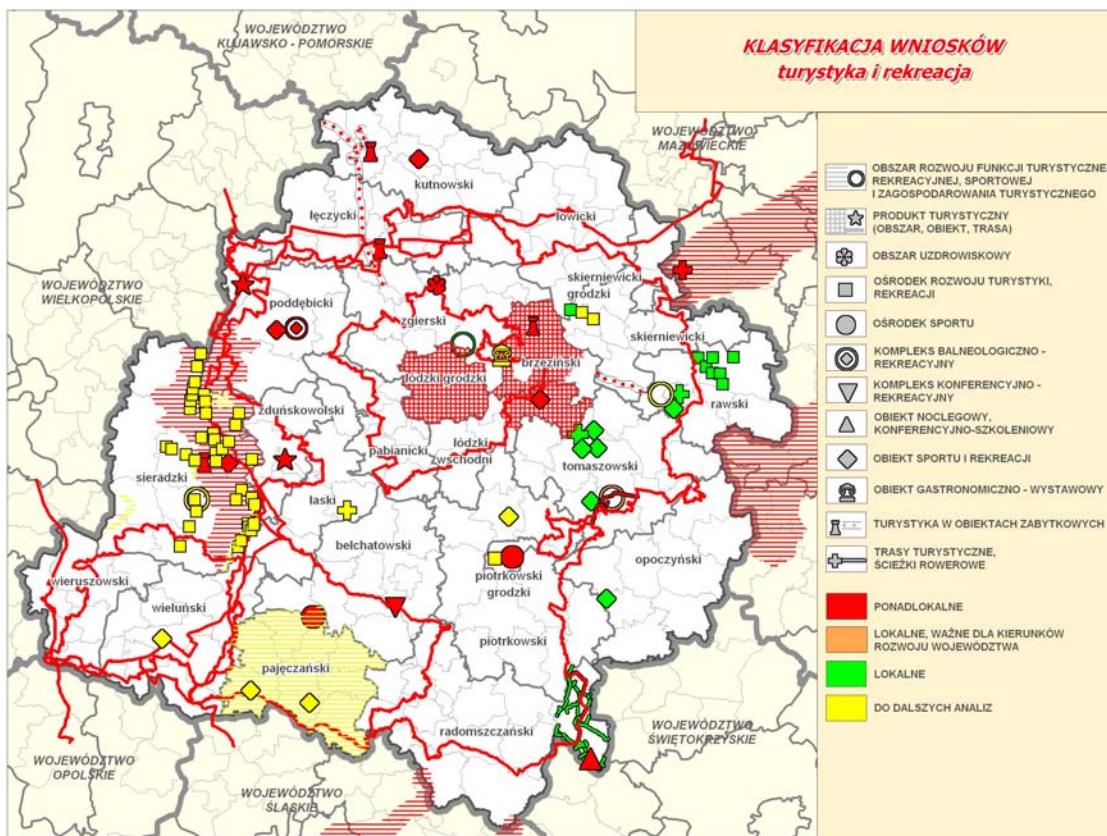 KLASYFIKACJA WNIOSKÓW
turystyka i rekreacja
WOJEWÓDZTWO
KUJAWSKO - POMORSKIE
WOJEWÓDZTWO
MAZOWIECKIE
WOJEWÓDZTWO
WIELKOPOLSKIE
WOJEWÓDZTWO
OPOLSKIE
WOJEWÓDZTWO
ŚLĄSKIE
WOJEWÓDZTWO
ŚWIĘTOKRZYSKIE
kutnowski
łęczycki
łowicki
skierniewicki
grodzki
poddębicki
zgierski
skierniewicki
brzeziński
łódzki grodzki
rawski
zduńskowolski
pabianicki
łódzki
wschodni
tomaszowski
sieradzki
łaski
bełchatowski
opoczyński
piotrkowski
grodzki
wieruszowski
wieluński
piotrkowski
pajęczański
radomszczański
OBSZAR ROZWOJU FUNKCJI TURYSTYCZNE
REKREACYJNEJ, SPORTOWEJ
I ZAGOSPODAROWANIA TURYSTYCZNEGO
PRODUKT TURYSTYCZNY
(OBSZAR, OBIEKT, TRASA)
OBSZAR UZDROWISKOWY
OŚRODEK ROZWOJU TURYSTYKI,
REKREACJI
OŚRODEK SPORTU
KOMPLEKS BALNEOLOGICZNO -
REKREACYJNY
KOMPLEKS KONFERENCYJNO -
REKREACYJNY
OBIEKT NOCLEGOWY,
KONFERENCYJNO-SZKOLENIOWY
OBIEKT SPORTU I REKREACJI
OBIEKT GASTRONOMICZNO - WYSTAWOWY
TURYSTYKA W OBIEKTACH ZABYTKOWYCH
TRASY TURYSTYCZNE,
ŚCIEŻKI ROWEROWE
PONADLOKALNE
LOKALNE, WAŻNE DLA KIERUNKÓW
ROZWOJU WOJEWÓDZTWA
LOKALNE
DO DALSZYCH ANALIZ